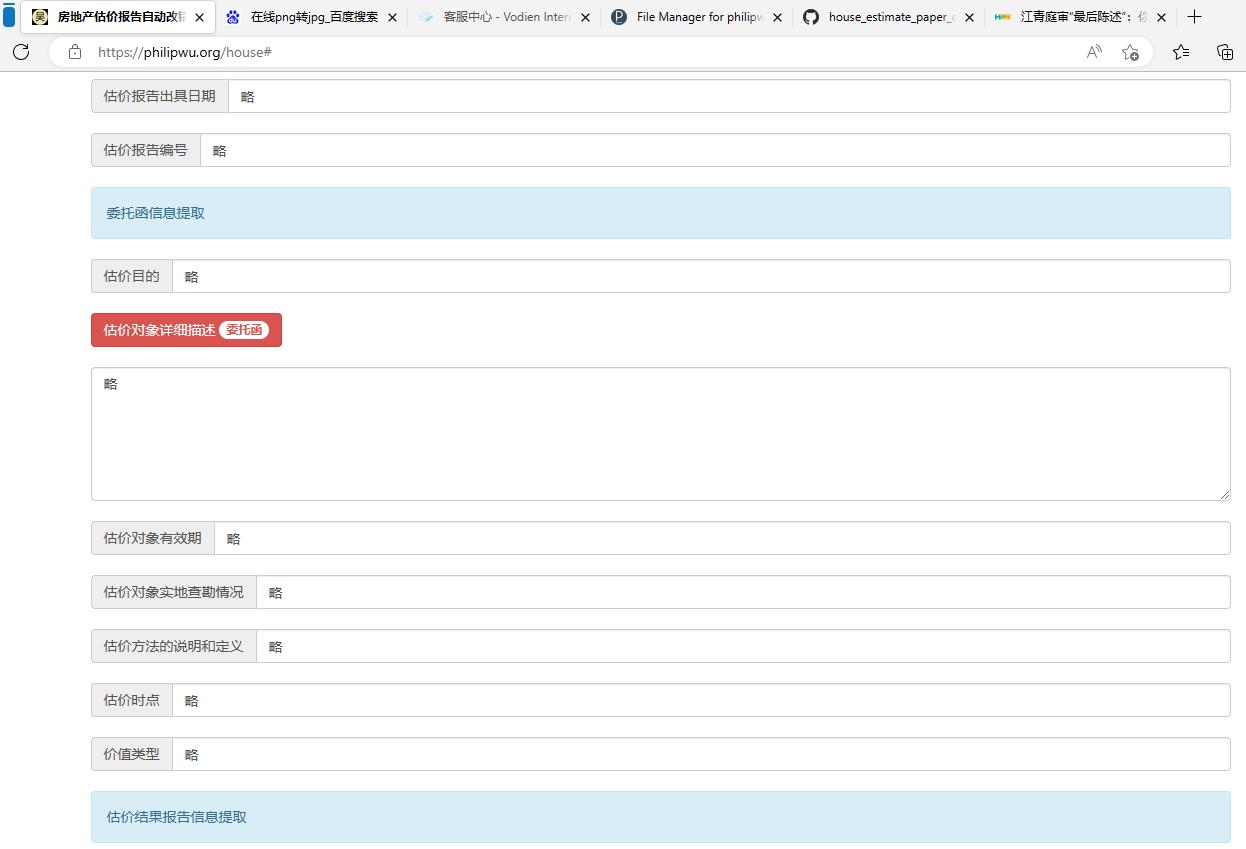 房地产估价报告自动改错
在线png转jpg_百度搜索
客服中心 - Vodien Intern
File Manager for philipw
house_estimate_paper_c
江青庭审“最后陈述”：你
https://philipwu.org/house#
估价报告出具日期 略
估价报告编号 略
委托函信息提取
估价目的 略
估价对象详细描述 委托函
略
估价对象有效期 略
估价对象实地查勘情况 略
估价方法的说明和定义 略
估价时点 略
价值类型 略
估价结果报告信息提取